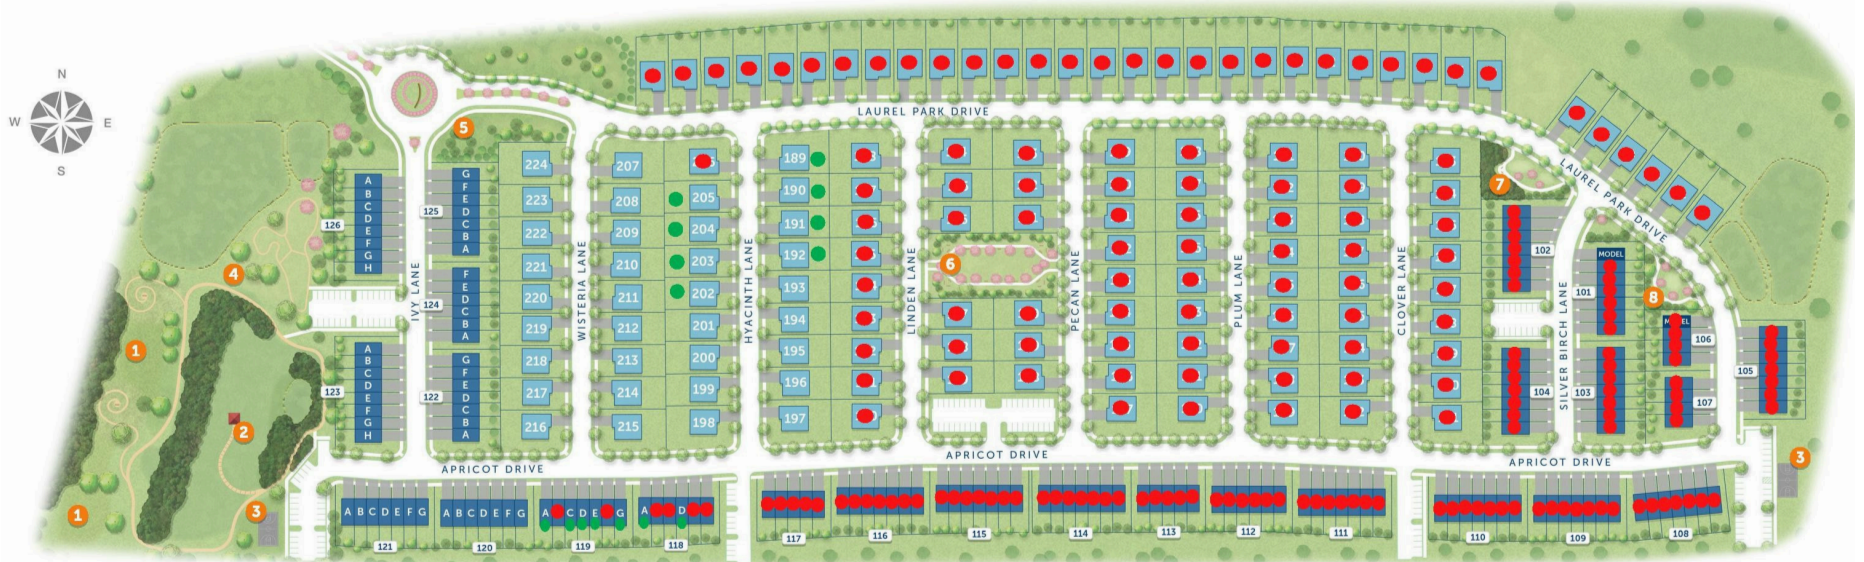 N
W E
S
LAUREL PARK DRIVE
LAUREL PARK DRIVE
IVY LANE
WISTERIA LANE
HYACINTH LANE
LINDEN LANE
PECAN LANE
PLUM LANE
CLOVER LANE
SILVER BIRCH LANE
APRICOT DRIVE
APRICOT DRIVE
APRICOT DRIVE
1
1
2
3
3
4
5
6
7
8
126
A
B
C
D
E
F
G
H
123
A
B
C
D
E
F
G
H
125
G
F
E
D
C
B
A
124
F
E
D
C
B
A
122
G
F
E
D
C
B
A
224
223
222
221
220
219
218
217
216
207
208
209
210
211
212
213
214
215
205
204
203
202
201
200
199
198
189
190
191
192
193
194
195
196
197
102
104
101
MODEL
103
106
107
105
A B C D E F G
121
A B C D E F G
120
A C D E G
119
A D
118
117
116
115
114
113
112
111
110
109
108